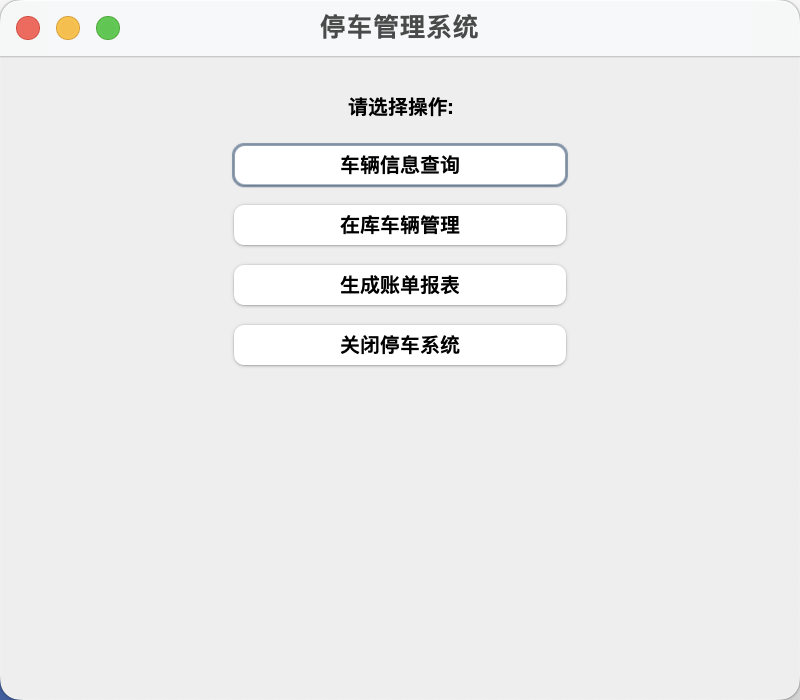 停车管理系统
请选择操作:
车辆信息查询
在库车辆管理
生成账单报表
关闭停车系统